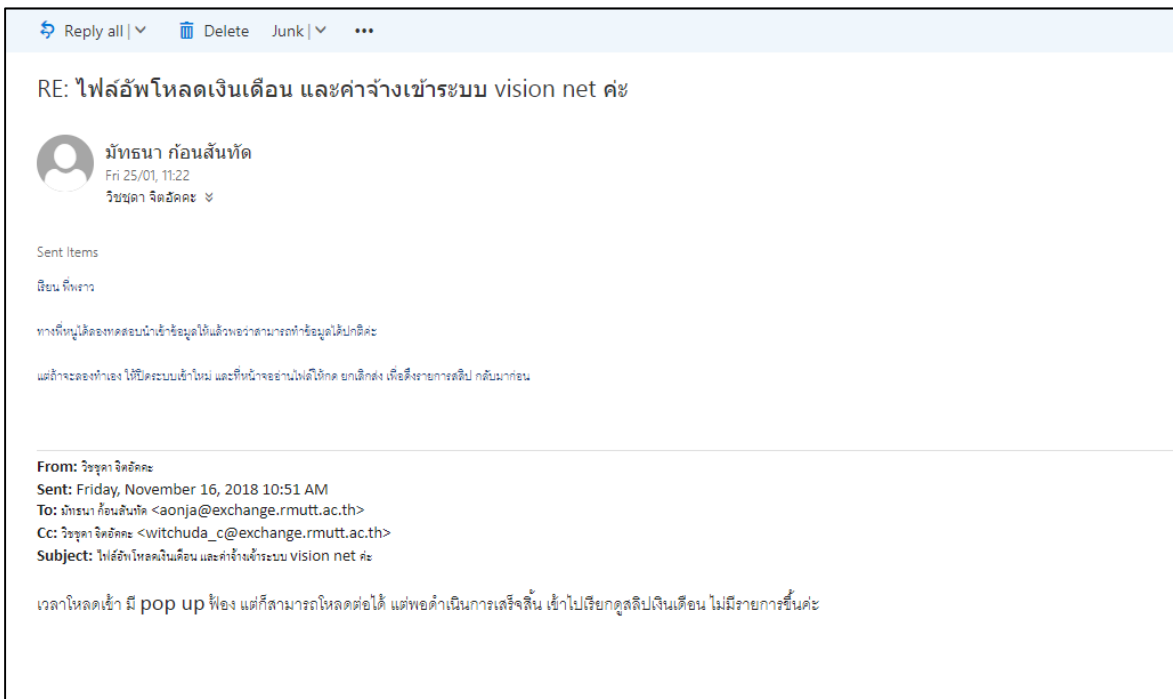 Reply all | Delete Junk | •••
RE: ไฟล์อัพโหลดเงินเดือน และค่าจ้างเข้าระบบ vision net ค่ะ
มัทธนา ก้อนสันทัด
Fri 25/01, 11:22
วิชชุดา จิตอัคคะ
Sent Items
เรียน พี่พราว
ทางพี่หนูได้ลองทดสอบนำเข้าข้อมูลให้แล้วพอว่าสามารถทำข้อมูลได้ปกติค่ะ
แต่ถ้าจะลองทำเอง ให้ปิดระบบเข้าใหม่ และที่หน้าจออ่านไฟล์ให้กด ยกเลิกส่ง เพื่อดึงรายการสลิป กลับมาก่อน
From: วิชชุดา จิตอัคคะ
Sent: Friday, November 16, 2018 10:51 AM
To: มัทธนา ก้อนสันทัด <aonja@exchange.rmutt.ac.th>
Cc: วิชชุดา จิตอัคคะ <witchuda_c@exchange.rmutt.ac.th>
Subject: ไฟล์อัพโหลดเงินเดือน และค่าจ้างเข้าระบบ vision net ค่ะ
เวลาโหลดเข้า มี pop up ฟ้อง แต่ก็สามารถโหลดต่อได้ แต่พอดำเนินการเสร็จสิ้น เข้าไปเรียกดูสลิปเงินเดือน ไม่มีรายการขึ้นค่ะ